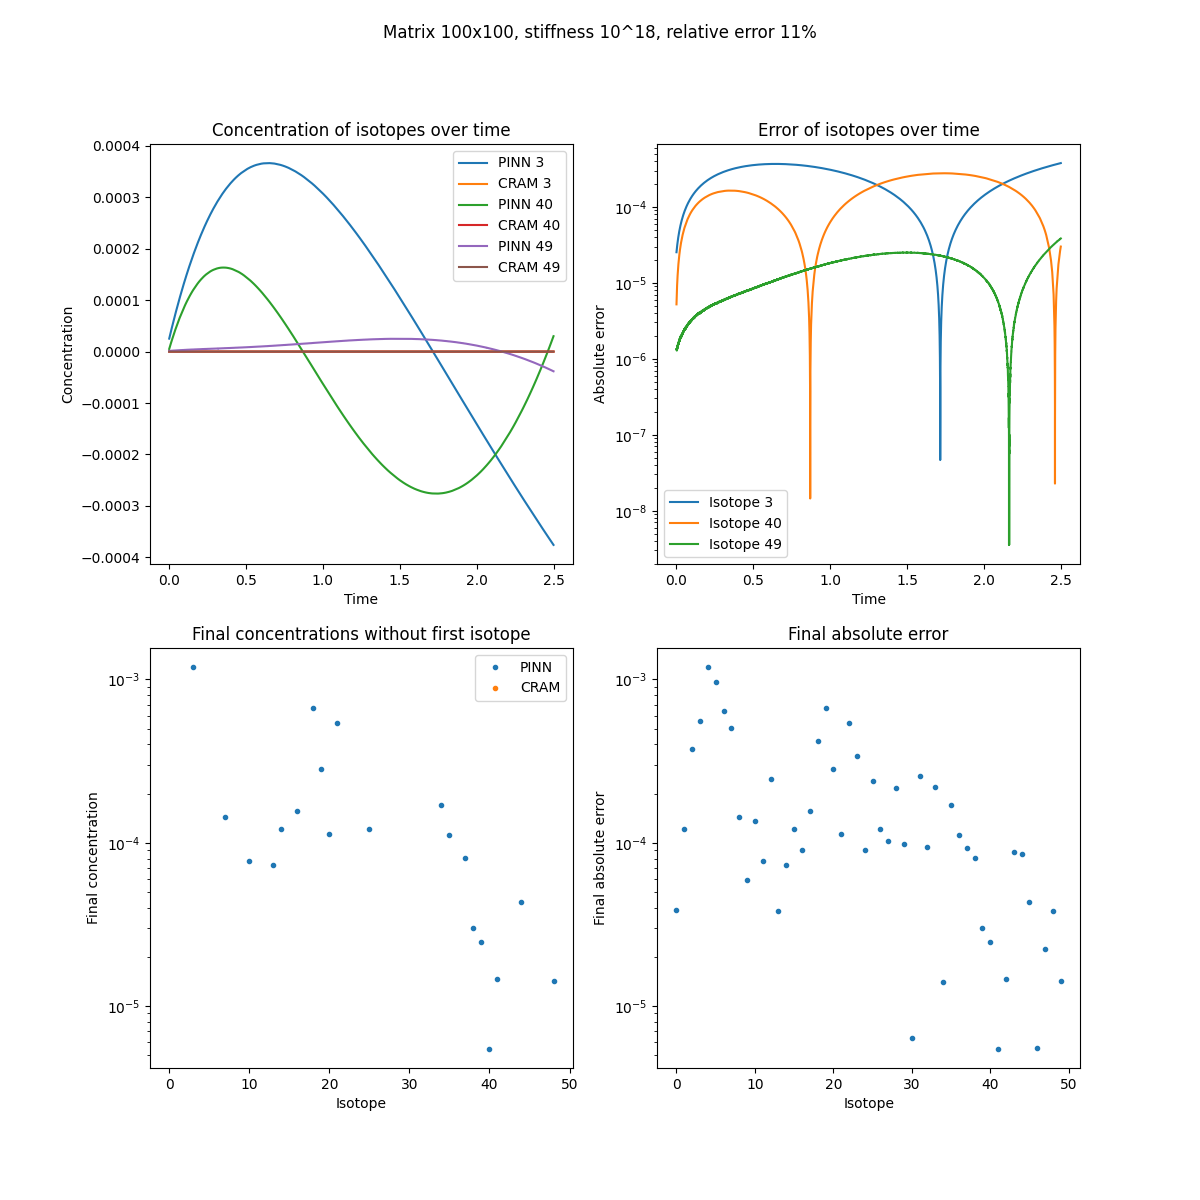 Matrix 100x100, stiffness 10^18, relative error 11%
Concentration of isotopes over time
0.0004
0.0003
0.0002
0.0001
0.0000
−0.0001
−0.0002
−0.0003
−0.0004
Concentration
PINN 3
CRAM 3
PINN 40
CRAM 40
PINN 49
CRAM 49
0.0 0.5 1.0 1.5 2.0 2.5
Time
Error of isotopes over time
10⁻⁴
10⁻⁵
10⁻⁶
10⁻⁷
10⁻⁸
Absolute error
Isotope 3
Isotope 40
Isotope 49
0.0 0.5 1.0 1.5 2.0 2.5
Time
Final concentrations without first isotope
10⁻³
10⁻⁴
10⁻⁵
Final concentration
PINN
CRAM
0 10 20 30 40 50
Isotope
Final absolute error
10⁻³
10⁻⁴
10⁻⁵
Final absolute error
0 10 20 30 40 50
Isotope